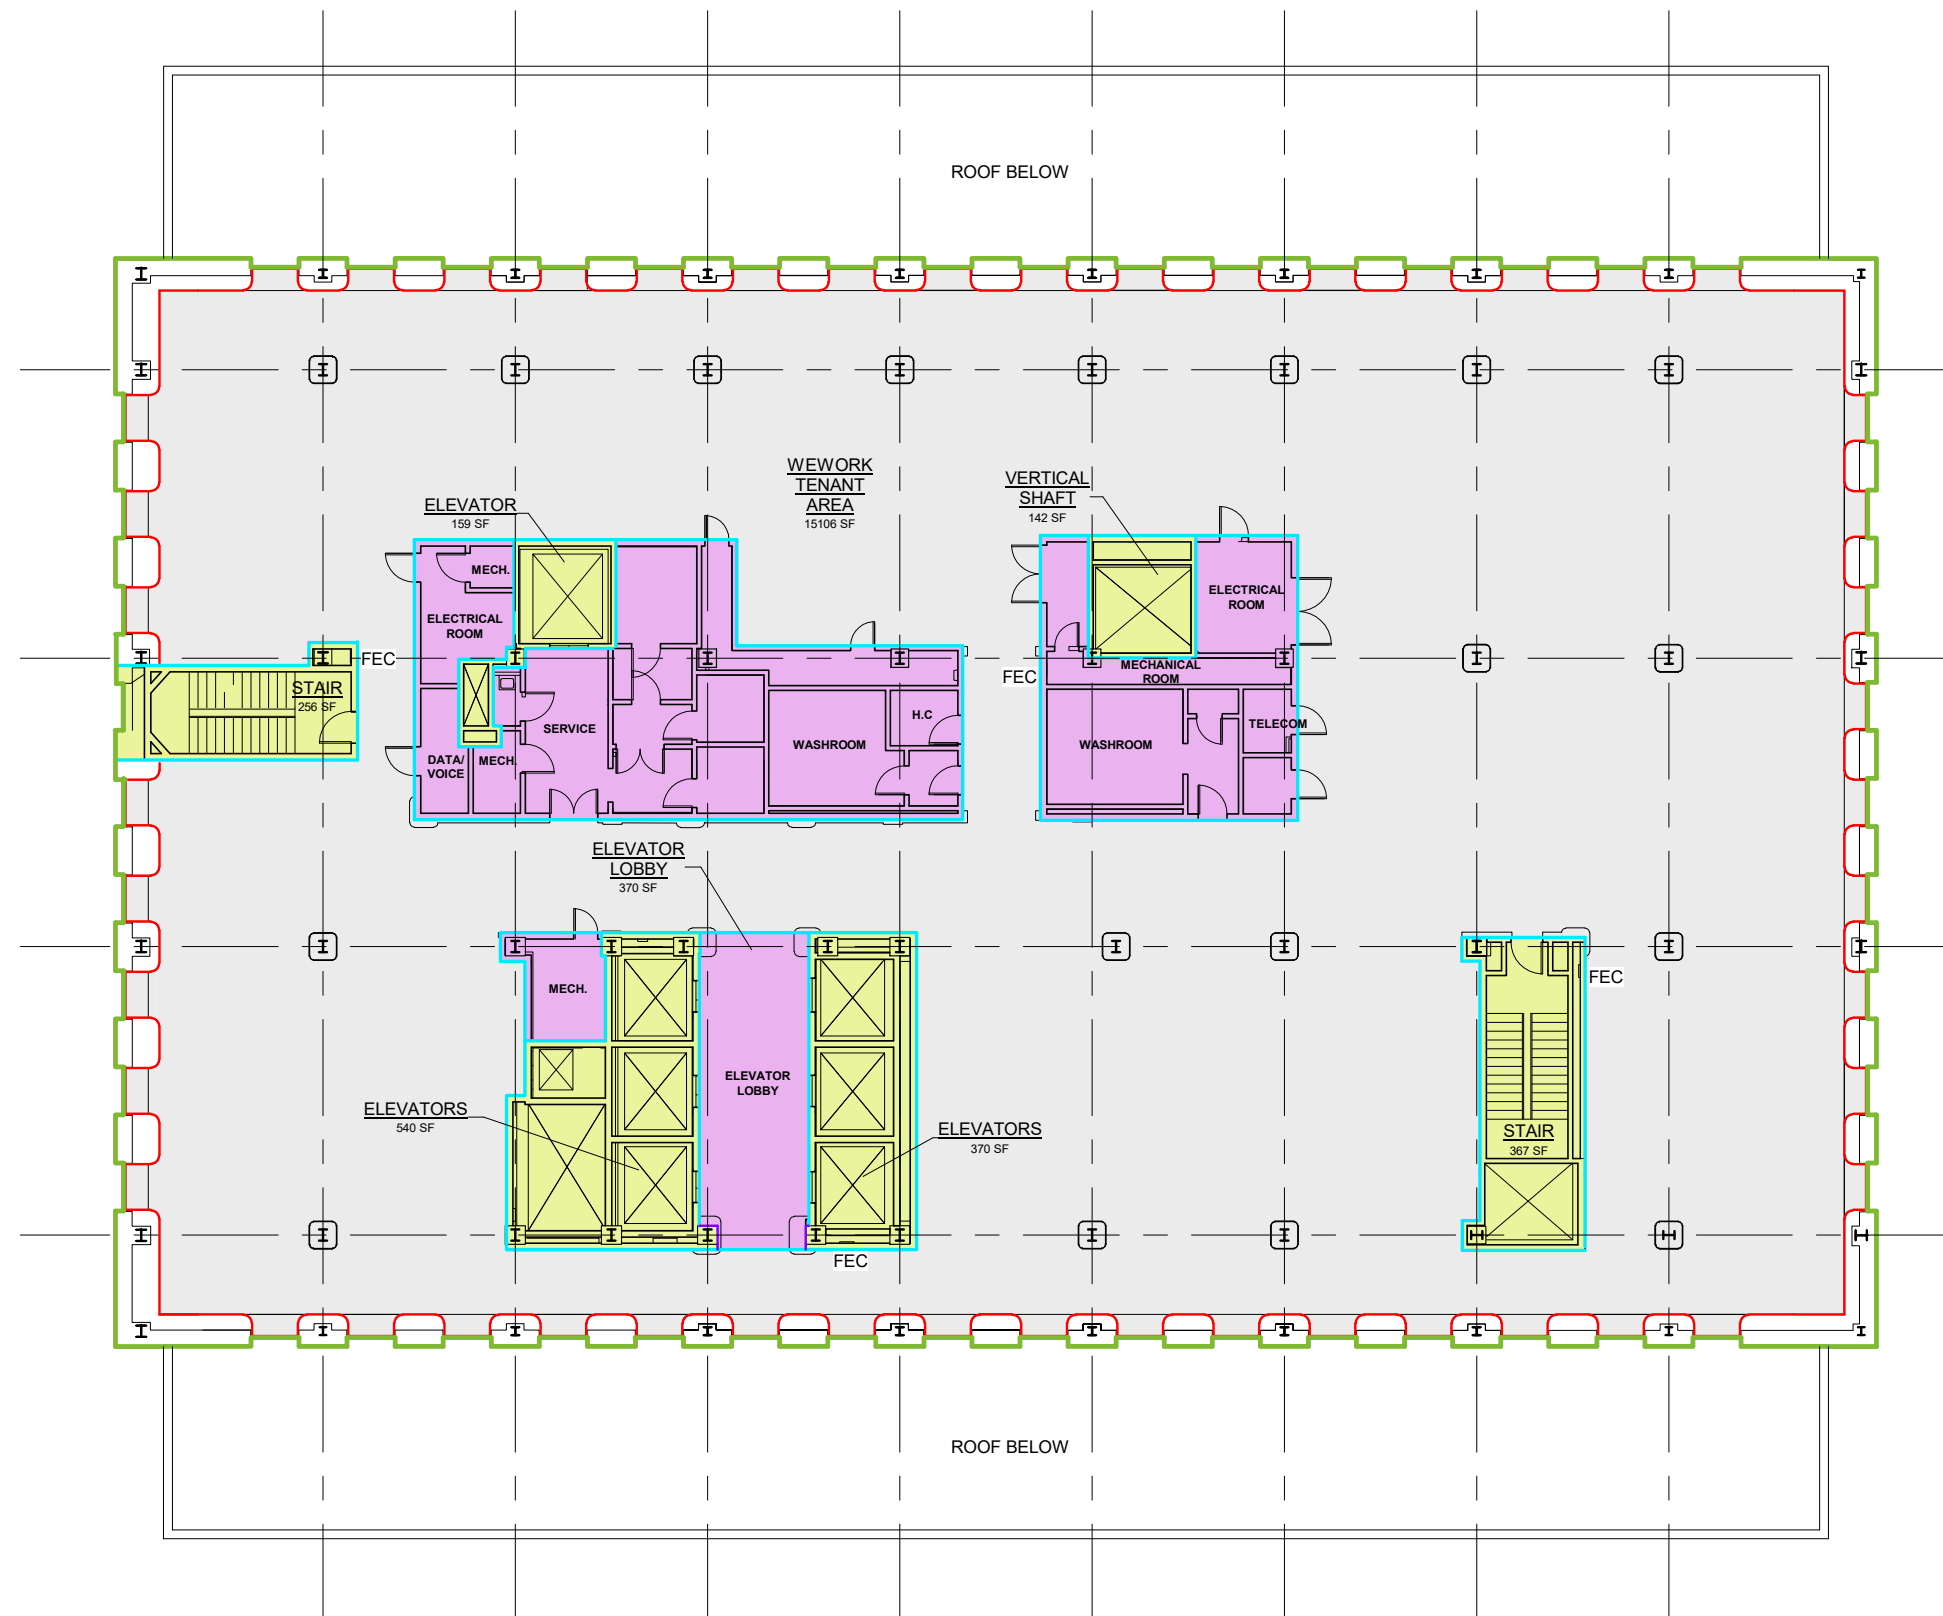 ROOF BELOW
WEWORK
TENANT
AREA
15106 SF
VERTICAL
SHAFT
142 SF
ELEVATOR
159 SF
MECH.
ELECTRICAL
ROOM
ELECTRICAL
ROOM
FEC
STAIR
256 SF
MECHANICAL
ROOM
FEC
SERVICE
H.C
TELECOM
WASHROOM
WASHROOM
DATA/
VOICE
MECH.
ELEVATOR
LOBBY
370 SF
MECH.
FEC
ELEVATOR
LOBBY
ELEVATORS
540 SF
ELEVATORS
370 SF
STAIR
367 SF
FEC
ROOF BELOW